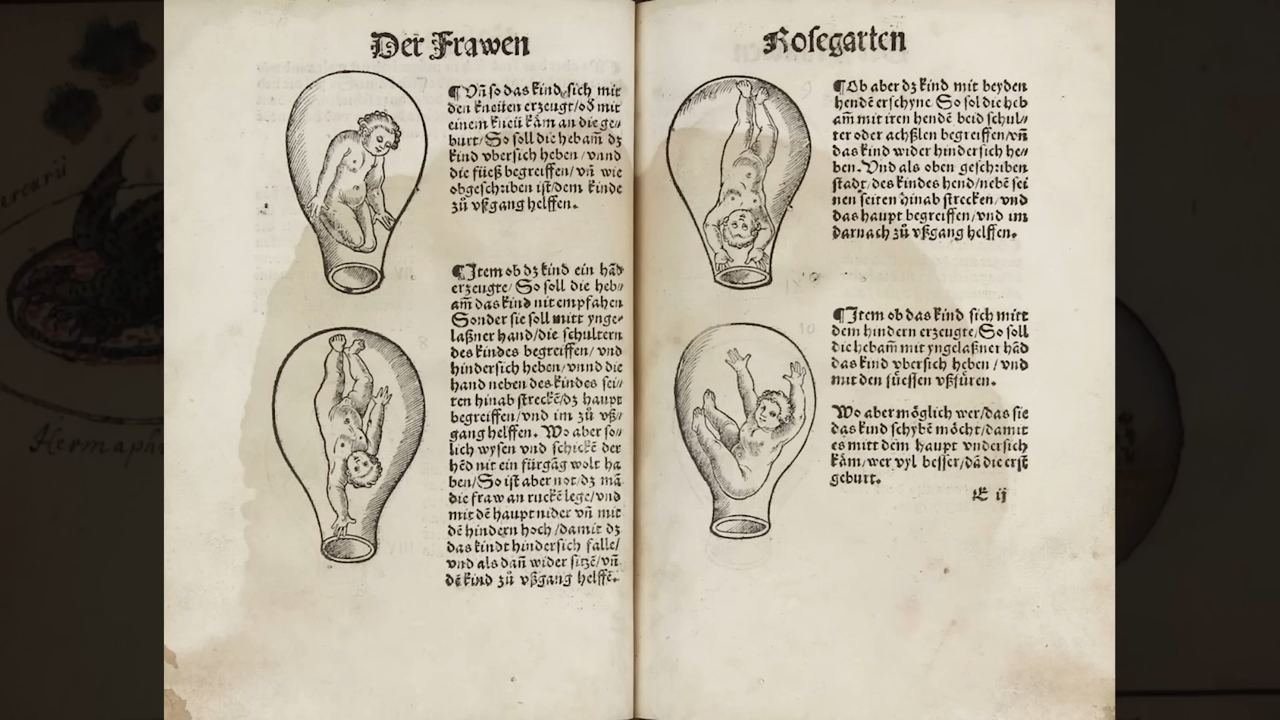 Der Frawen
¶ Vñ so das kind sich mit
den kneüen erzeugt/od mit
einem kneü käm an die ge⸗
burt/So soll die hebam̄ dz
kind vbersich heben/vnnd
die füeß begreiffen/vñ wie
obgeschriben ist/dem kinde
zů vßgang helffen.
¶ Item ob dz kind ein hād
erzeugte/So soll die heb⸗
am̄ das kind nit empfahen
Sonder sie soll mitt ynge⸗
laßner hand/die schultern
des kindes begreiffen/vnd
hindersich heben/vnnd die
hand neben des kindes sei⸗
ten hinab streckē/dz haupt
begreiffen/vnd im zů vß⸗
gang helffen. Wo aber so⸗
lich wysen vnd schickē der
hēd nit ein fürgāg wolt ha
ben/So ist aber not/dz mā
die fraw an ruckē lege/vnd
mit dē haupt nider vñ mit
dē hindern hoch/damit dz
das kindt hindersich falle/
vnd als dañ wider sitzē/vñ
dē kind zů vßgang helffē.
Rosegarten
¶ Ob aber dz kind mit beyden
hendē erschyne So sol die heb
am̄ mit iren hendē beid schul⸗
ter oder achßlen begreiffen/vñ
das kind wider hindersich he⸗
ben. Vnd als oben geschriben
stadt/des kindes hend/nebē sei
nen seiten hinab strecken/vnd
das haupt begreiffen/vnd im
darnach zů vßgang helffen.
¶ Item ob das kind sich mitt
dem hindern erzeugte/So soll
die hebam̄ mit yngelaßner hād
das kind vbersich heben/vnd
mit den füessen vßfüren.
Wo aber möglich wer/das sie
das kind schybē möcht/damit
es mitt dem haupt vndersich
käm/wer vyl besser/dā die erst
geburt.
E ij
Hermaph